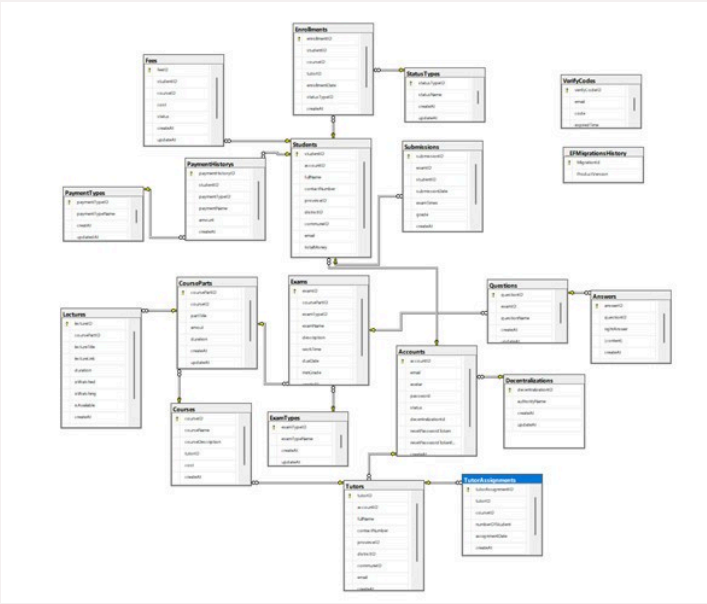 Enrollments
enrollmentID
studentID
courseID
tutorID
enrollmentDate
statusTypeID
createAt
Fees
feeID
studentID
courseID
cost
status
createAt
updateAt
StatusTypes
statusTypeID
statusName
createAt
updateAt
VerifyCodes
verifyCodeID
email
code
expiredTime
Students
studentID
accountID
fullName
contactNumber
provinceID
districtID
communeID
email
totalMoney
Submissions
submissionID
examID
studentID
submissionDate
examTimes
grade
createAt
__EFMigrationsHistory
MigrationId
ProductVersion
PaymentHistorys
paymentHistoryID
studentID
paymentTypeID
paymentName
amount
createAt
PaymentTypes
paymentTypeID
paymentTypeName
updateAt
CourseParts
coursePartID
courseID
partTitle
duration
createAt
updateAt
Exams
examID
coursePartID
examTypeID
examName
description
workTime
dueDate
createAt
Questions
questionID
examID
questionName
createAt
updateAt
Answers
answerID
questionID
rightAnswer
createAt
Lectures
lectureID
coursePartID
lectureTitle
lectureLink
duration
isWatched
isWatching
isAvailable
createAt
Accounts
accountID
email
avatar
password
status
decentralizationId
resetPasswordToken
createAt
Decentralizations
decentralizationID
authorityName
createAt
updateAt
Courses
courseID
courseName
courseDescription
tutorID
cost
createAt
ExamTypes
examTypeID
examTypeName
createAt
updateAt
Tutors
tutorID
accountID
fullName
contactNumber
provinceID
districtID
communeID
email
createAt
TutorAssignments
tutorAssignmentID
tutorID
courseID
numberOfStudent
assignmentDate
createAt